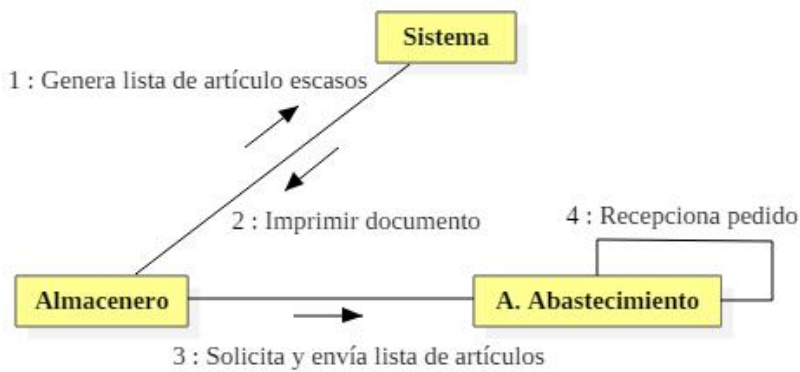 Sistema
1 : Genera lista de artículo escasos
2 : Imprimir documento
4 : Recepciona pedido
Almacenero
A. Abastecimiento
3 : Solicita y envía lista de artículos